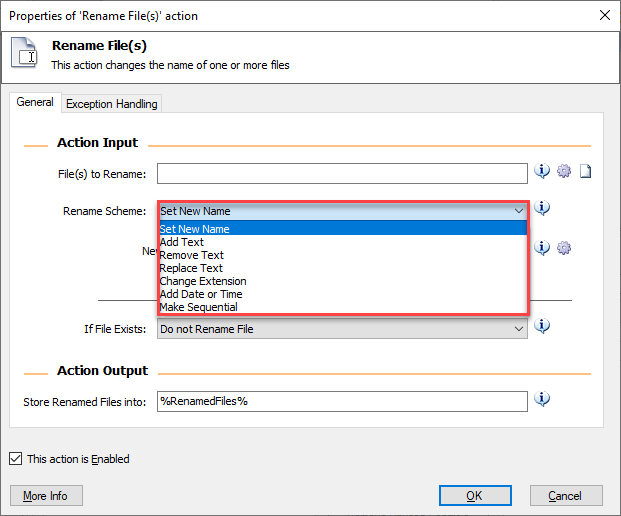 Properties of 'Rename File(s)' action
Rename File(s)
This action changes the name of one or more files
General
Exception Handling
Action Input
File(s) to Rename:
Rename Scheme: Set New Name
Set New Name
Add Text
Remove Text
Replace Text
Change Extension
Add Date or Time
Make Sequential
If File Exists: Do not Rename File
Action Output
Store Renamed Files into: %RenamedFiles%
This action is Enabled
More Info
OK
Cancel